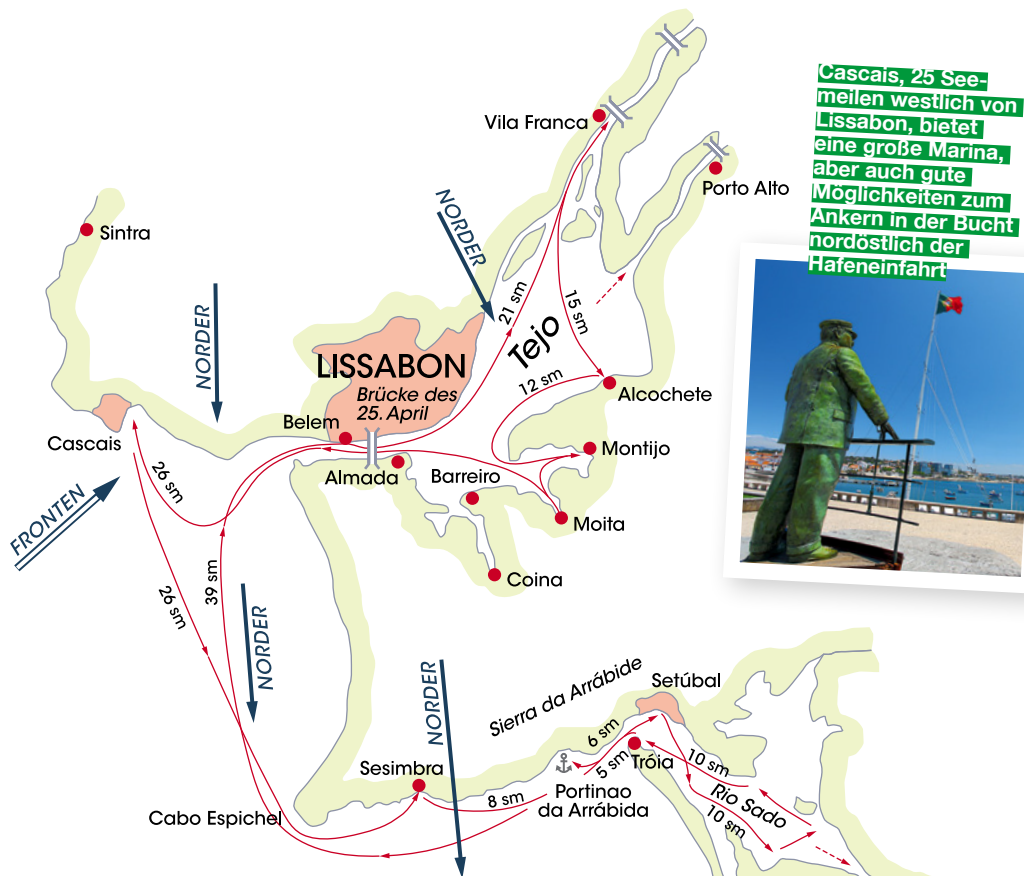 Cascais, 25 See-
meilen westlich von
Lissabon, bietet
eine große Marina,
aber auch gute
Möglichkeiten zum
Ankern in der Bucht
nordöstlich der
Hafeneinfahrt
Vila Franca
Porto Alto
Sintra
NORDER
NORDER
21 sm
15 sm
Tejo
LISSABON
Brücke des
25. April
12 sm
Alcochete
Belem
Cascais
Montijo
Almada
Barreiro
26 sm
FRONTEN
Moita
39 sm
Coina
26 sm
NORDER
NORDER
Sierra da Arrábide
Setúbal
6 sm
5 sm
Tróia
10 sm
Sesimbra
8 sm
Portinao
da Arrábida
Rio Sado
10 sm
Cabo Espichel